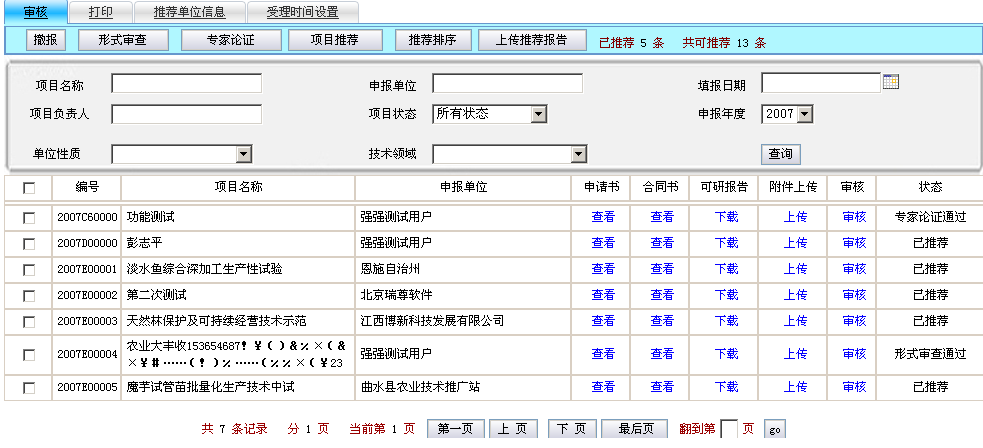 审核 打印 推荐单位信息 受理时间设置
撤报 形式审查 专家论证 项目推荐 推荐排序 上传推荐报告 已推荐 5 条 共可推荐 13 条
项目名称 申报单位 填报日期
项目负责人 项目状态 所有状态 申报年度 2007
单位性质 技术领域 查询
编号 项目名称 申报单位 申请书 合同书 可研报告 附件上传 审核 状态
2007C60000 功能测试 强强测试用户 查看 查看 下载 上传 审核 专家论证通过
2007D00000 彭志平 强强测试用户 查看 查看 下载 上传 审核 已推荐
2007E00001 淡水鱼综合深加工生产性试验 恩施自治州 查看 查看 下载 上传 审核 已推荐
2007E00002 第二次测试 北京瑞尊软件 查看 查看 下载 上传 审核 已推荐
2007E00003 天然林保护及可持续经营技术示范 江西博新科技发展有限公司 查看 查看 下载 上传 审核 已推荐
农业大丰收153654687！￥（）＆％×（＆
2007E00004 强强测试用户 查看 查看 下载 上传 审核 形式审查通过
×￥＃……（！）％……（％％×（￥23
2007E00005 魔芋试管苗批量化生产技术中试 曲水县农业技术推广站 查看 查看 下载 上传 审核 已推荐
共 7 条记录 分 1 页 当前第 1 页 第一页 上 页 下 页 最后页 翻到第 页 go